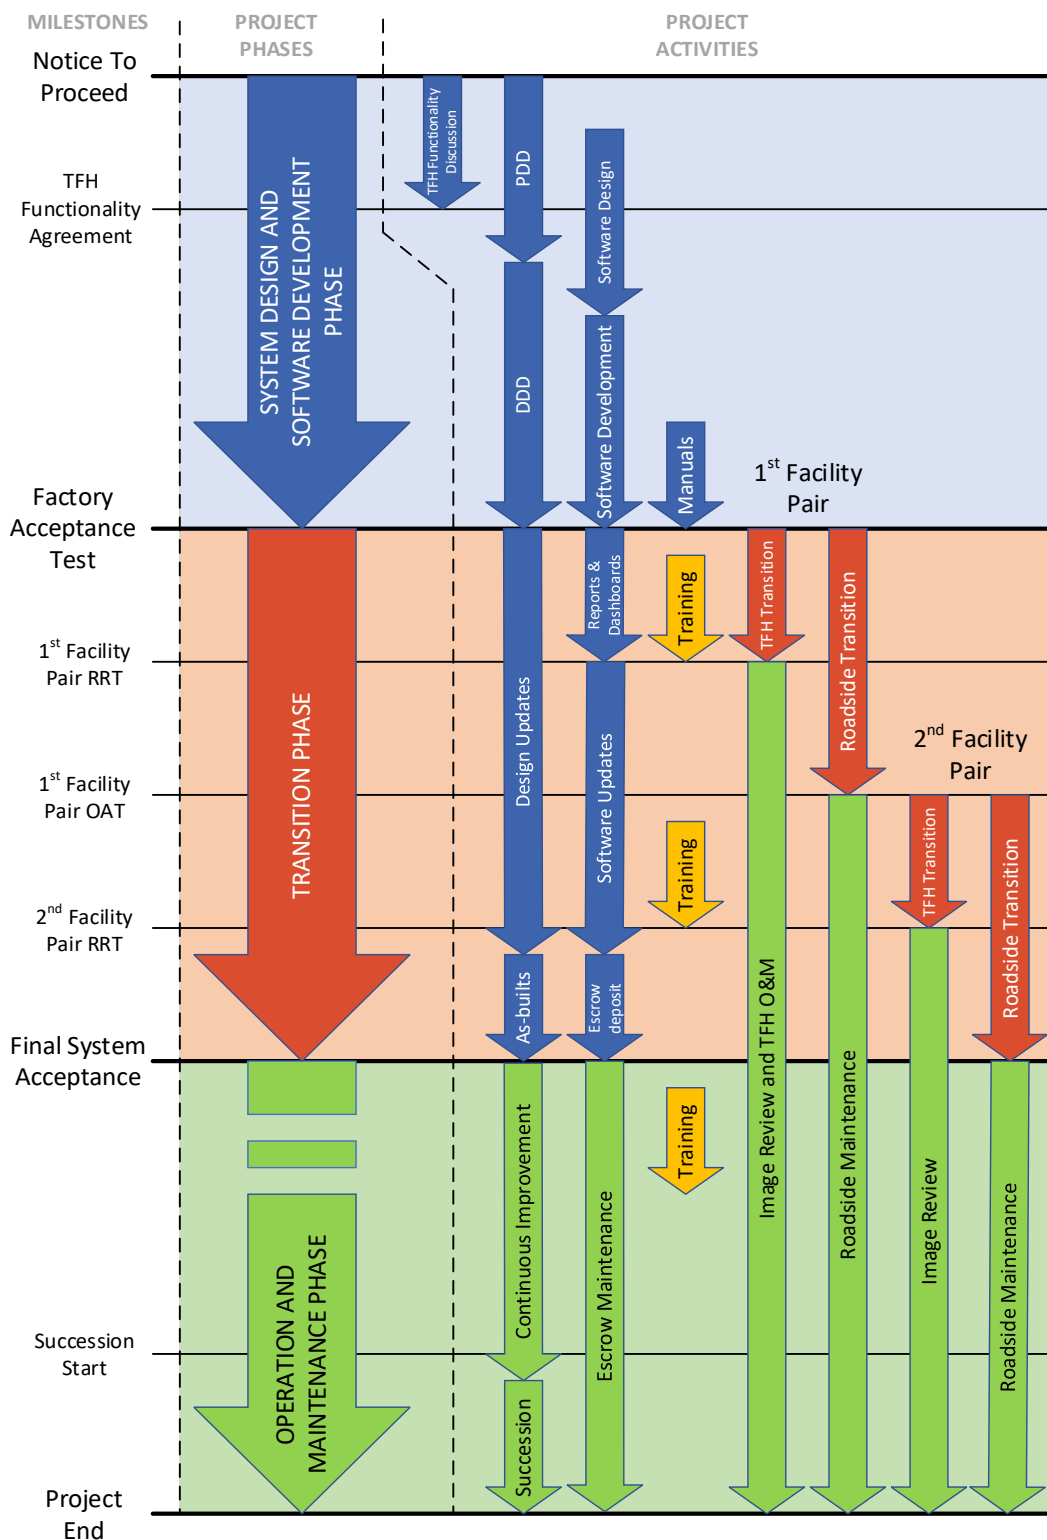 MILESTONES
PROJECT
PHASES
PROJECT
ACTIVITIES
Notice To
Proceed
TFH
Functionality
Agreement
Factory
Acceptance
Test
1st Facility
Pair RRT
1st Facility
Pair OAT
2nd Facility
Pair RRT
Final System
Acceptance
Succession
Start
Project
End
SYSTEM DESIGN AND
SOFTWARE DEVELOPMENT
PHASE
TRANSITION PHASE
OPERATION AND
MAINTENANCE PHASE
TFH Functionality
Discussion
PDD
DDD
Design Updates
As-builts
Continuous Improvement
Succession
Software Design
Software Development
Reports &
Dashboards
Software Updates
Escrow
deposit
Escrow Maintenance
Manuals
Training
Training
Training
1st Facility
Pair
TFH Transition
Image Review and TFH O&M
Roadside Transition
Roadside Maintenance
2nd Facility
Pair
TFH Transition
Image Review
Roadside Transition
Roadside Maintenance